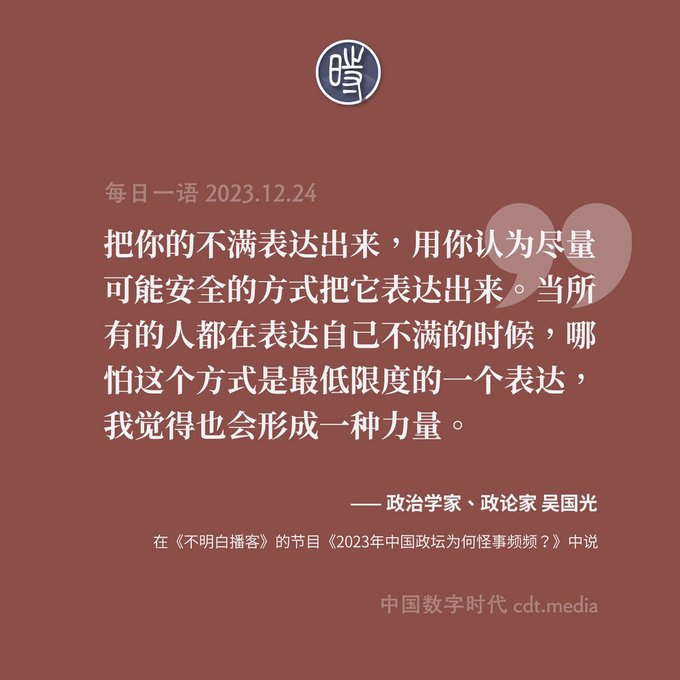 時
每日一语 2023.12.24
把你的不满表达出来，用你认为尽量
可能安全的方式把它表达出来。当所
有的人都在表达自己不满的时候，哪
怕这个方式是最低限度的一个表达，
我觉得也会形成一种力量。
—— 政治学家、政论家 吴国光
在《不明白播客》的节目《2023年中国政坛为何怪事频频？》中说
中国数字时代 cdt.media